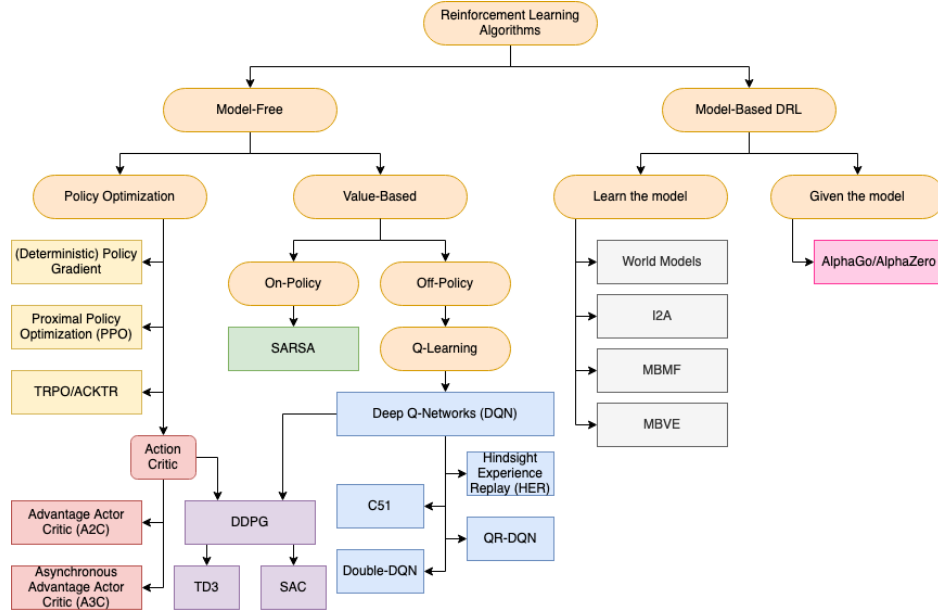 Reinforcement Learning
Algorithms
Model-Free
Model-Based DRL
Policy Optimization
Value-Based
Learn the model
Given the model
(Deterministic) Policy
Gradient
On-Policy
Off-Policy
World Models
AlphaGo/AlphaZero
Proximal Policy
Optimization (PPO)
SARSA
Q-Learning
I2A
TRPO/ACKTR
MBMF
Deep Q-Networks (DQN)
MBVE
Action
Critic
Hindsight
Experience
Replay (HER)
Advantage Actor
Critic (A2C)
DDPG
C51
QR-DQN
Asynchronous
Advantage Actor
Critic (A3C)
TD3
SAC
Double-DQN